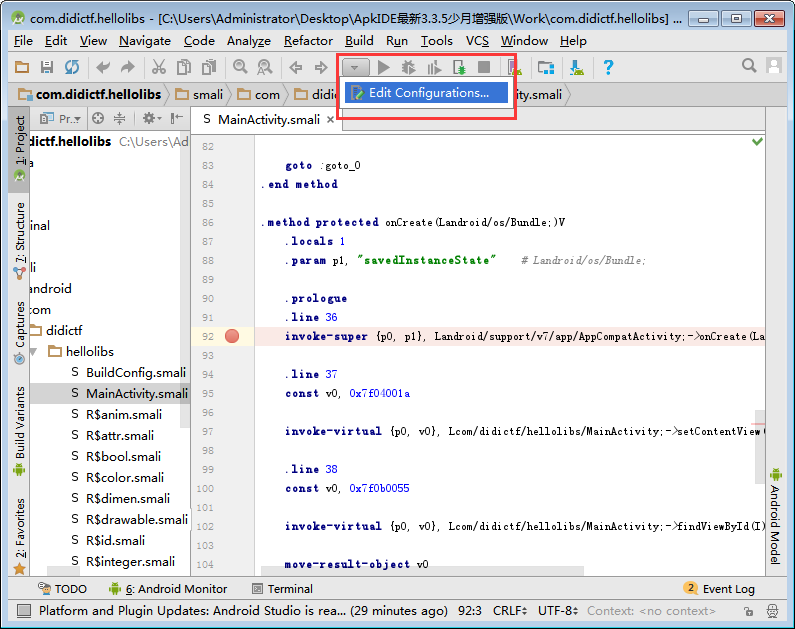 com.didictf.hellolibs - [C:\Users\Administrator\Desktop\ApkIDE最新3.3.5少月增强版\Work\com.didictf.hellolibs] ...
File Edit View Navigate Code Analyze Refactor Build Run Tools VCS Window Help
com.didictf.hellolibs smali com
Edit Configurations...
Pr...
MainActivity.smali
dictf.hellolibs C:\Users\Ad
didictf
hellolibs
BuildConfig.smali
MainActivity.smali
R$anim.smali
R$attr.smali
R$bool.smali
R$color.smali
R$dimen.smali
R$drawable.smali
R$id.smali
R$integer.smali
1: Project
7: Structure
Captures
Build Variants
2: Favorites
82
83 goto :goto_0
84 .end method
85
86 .method protected onCreate(Landroid/os/Bundle;)V
87 .locals 1
88 .param p1, "savedInstanceState" # Landroid/os/Bundle;
89
90 .prologue
91 .line 36
92 invoke-super {p0, p1}, Landroid/support/v7/app/AppCompatActivity;->onCreate(La
93
94 .line 37
95 const v0, 0x7f04001a
96
97 invoke-virtual {p0, v0}, Lcom/didictf/hellolibs/MainActivity;->setContentView(
98
99 .line 38
100 const v0, 0x7f0b0055
101
102 invoke-virtual {p0, v0}, Lcom/didictf/hellolibs/MainActivity;->findViewById(I)
103
104 move-result-object v0
Android Model
TODO 6: Android Monitor Terminal 2 Event Log
Platform and Plugin Updates: Android Studio is rea... (29 minutes ago) 92:3 CRLF UTF-8 Context: <no context>